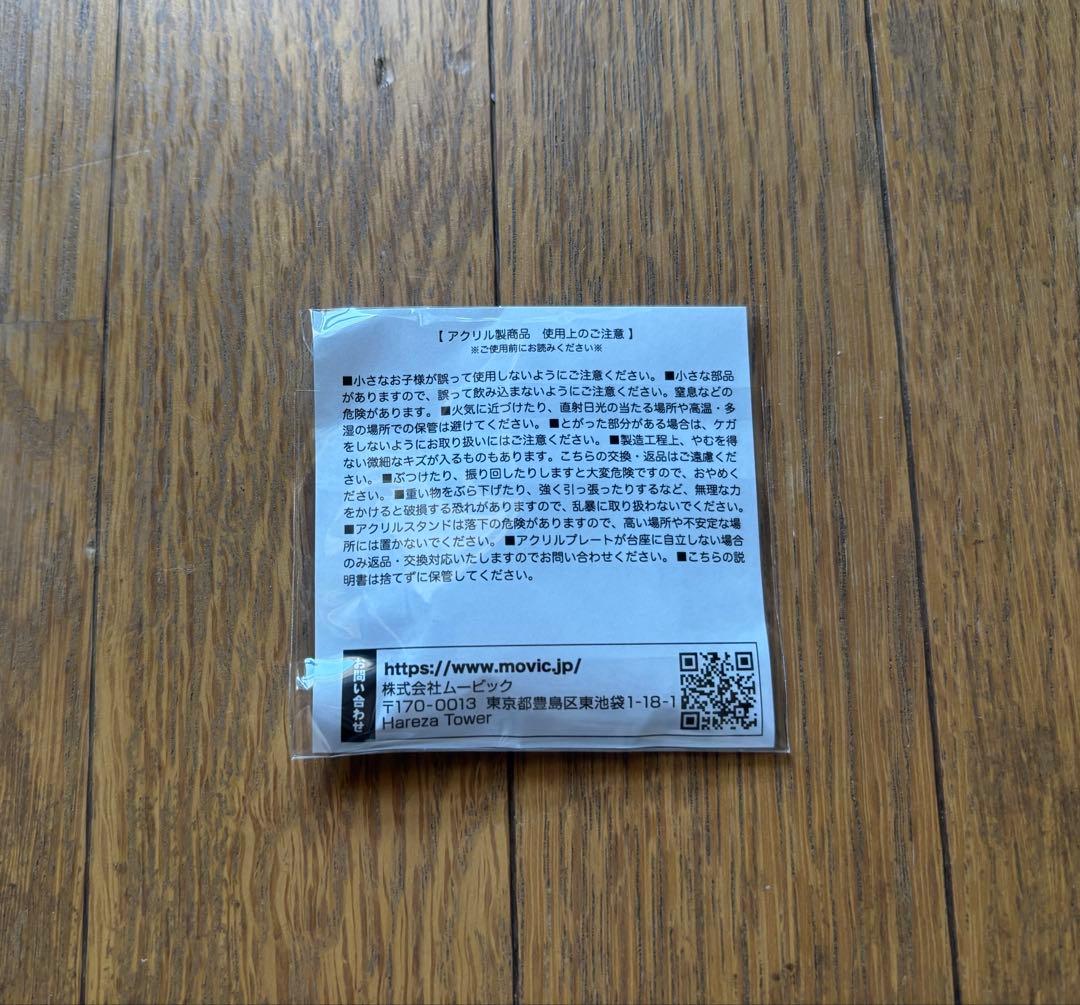 【 アクリル製商品　使用上のご注意 】
※ご使用前にお読みください※
■小さなお子様が誤って使用しないようにご注意ください。 ■小さな部品
がありますので、誤って飲み込まないようにご注意ください。窒息などの
危険があります。 ■火気に近づけたり、直射日光の当たる場所や高温・多
湿の場所での保管は避けてください。 ■とがった部分がある場合は、ケガ
をしないようにお取り扱いにはご注意ください。 ■製造工程上、やむを得
ない微細なキズが入るものもあります。こちらの交換・返品はご遠慮くだ
さい。 ■ぶつけたり、振り回したりしますと大変危険ですので、おやめく
ださい。 ■重い物をぶら下げたり、強く引っ張ったりするなど、無理な力
をかけると破損する恐れがありますので、乱暴に取り扱わないでください。
■アクリルスタンドは落下の危険がありますので、高い場所や不安定な場
所には置かないでください。 ■アクリルプレートが台座に自立しない場合
のみ返品・交換対応いたしますのでお問い合わせください。 ■こちらの説
明書は捨てずに保管してください。
お問い合わせ
https://www.movic.jp/
株式会社ムービック
〒170-0013 東京都豊島区東池袋1-18-1
Hareza Tower